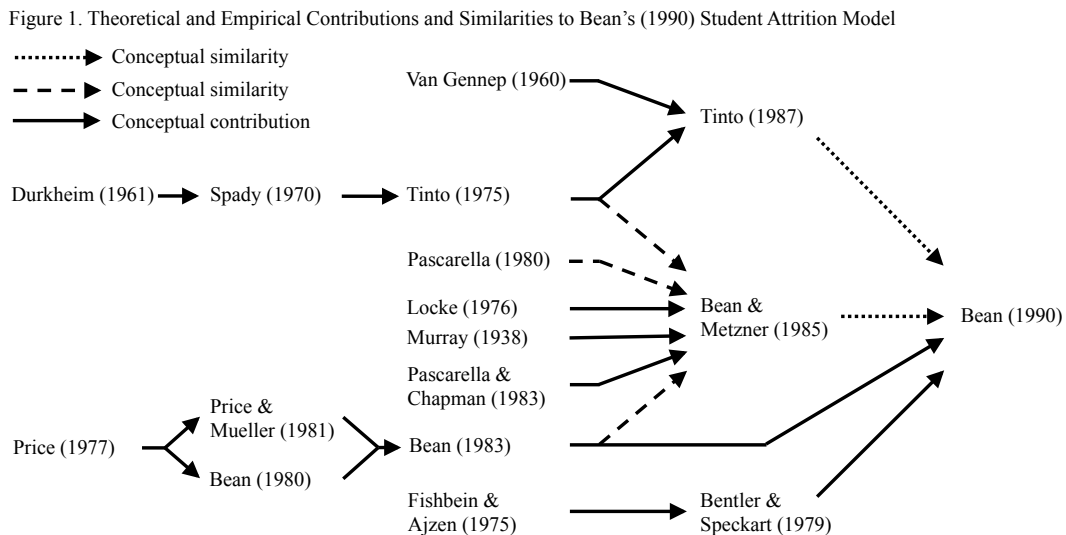 Figure 1. Theoretical and Empirical Contributions and Similarities to Bean’s (1990) Student Attrition Model
Conceptual similarity
Conceptual similarity
Conceptual contribution
Van Gennep (1960)
Tinto (1987)
Durkheim (1961)
Spady (1970)
Tinto (1975)
Pascarella (1980)
Locke (1976)
Murray (1938)
Pascarella &
Chapman (1983)
Bean &
Metzner (1985)
Bean (1990)
Price (1977)
Price &
Mueller (1981)
Bean (1980)
Bean (1983)
Fishbein &
Ajzen (1975)
Bentler &
Speckart (1979)